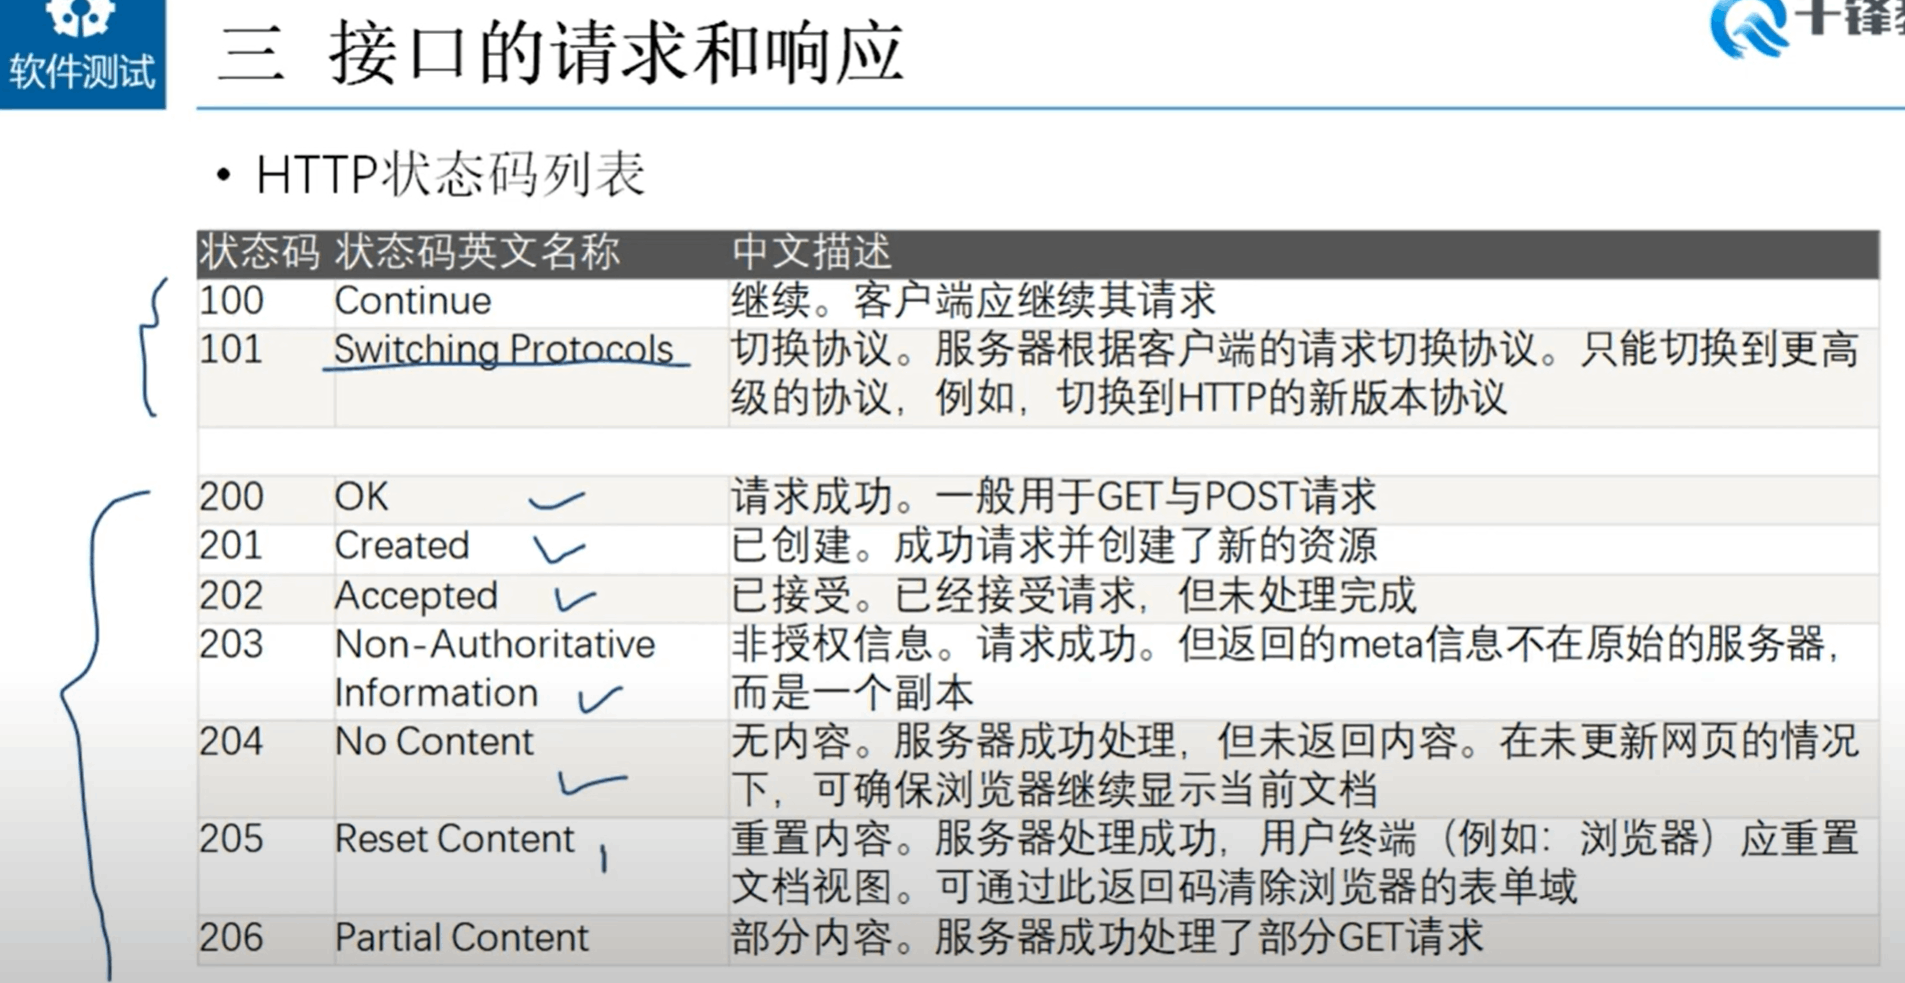 软件测试
三 接口的请求和响应
• HTTP状态码列表
状态码 状态码英文名称 中文描述
100 Continue 继续。客户端应继续其请求
101 Switching Protocols 切换协议。服务器根据客户端的请求切换协议。只能切换到更高
级的协议，例如，切换到HTTP的新版本协议
200 OK 请求成功。一般用于GET与POST请求
201 Created 已创建。成功请求并创建了新的资源
202 Accepted 已接受。已经接受请求，但未处理完成
203 Non-Authoritative 非授权信息。请求成功。但返回的meta信息不在原始的服务器，
Information 而是一个副本
204 No Content 无内容。服务器成功处理，但未返回内容。在未更新网页的情况
下，可确保浏览器继续显示当前文档
205 Reset Content 重置内容。服务器处理成功，用户终端（例如：浏览器）应重置
文档视图。可通过此返回码清除浏览器的表单域
206 Partial Content 部分内容。服务器成功处理了部分GET请求